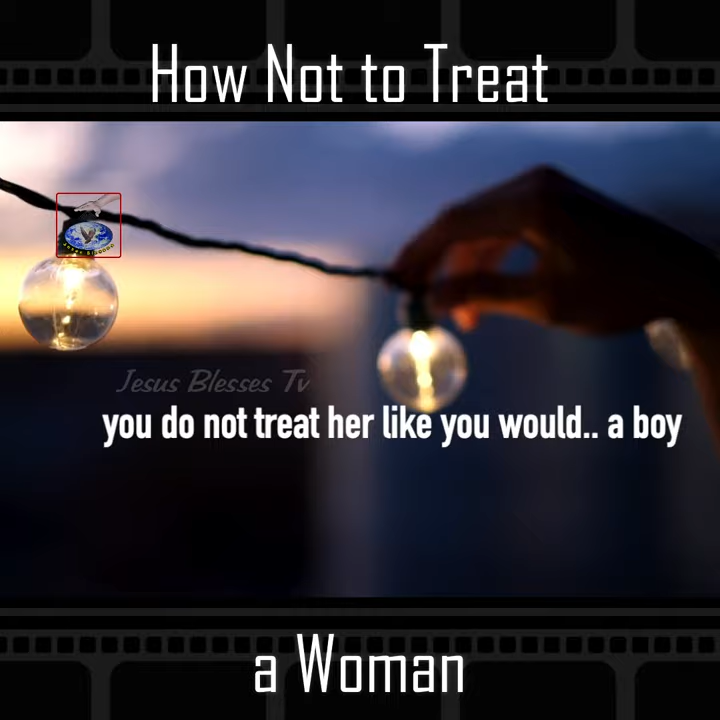 How Not to Treat
Jesus Blesses Tv
you do not treat her like you would.. a boy
a Woman